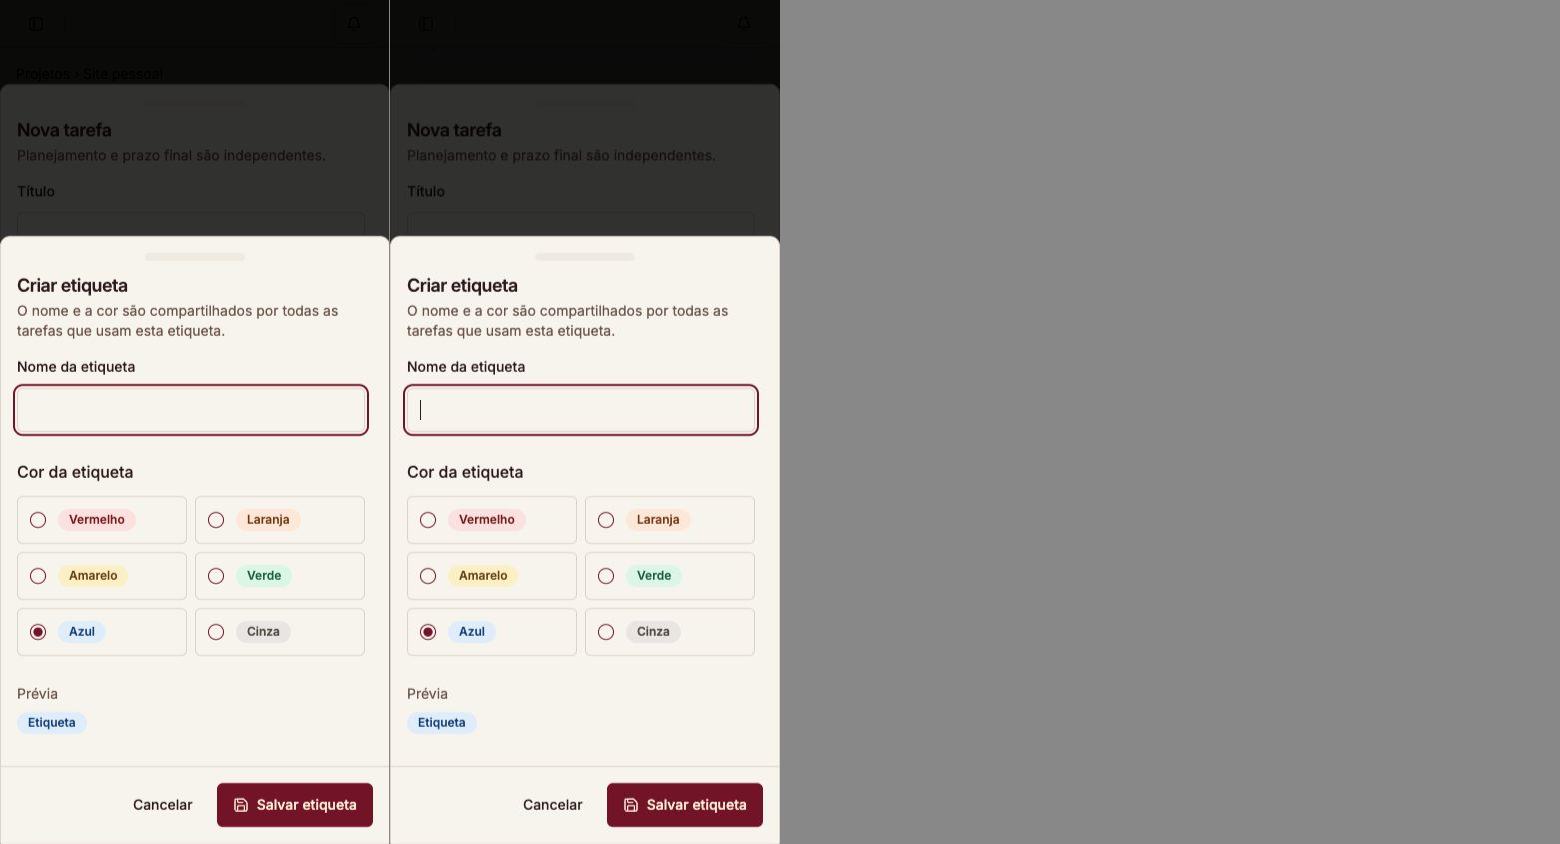 Projetos › Site pessoal
Nova tarefa
Planejamento e prazo final são independentes.
Título
Criar etiqueta
O nome e a cor são compartilhados por todas as
tarefas que usam esta etiqueta.
Nome da etiqueta
Cor da etiqueta
Vermelho
Laranja
Amarelo
Verde
Azul
Cinza
Prévia
Etiqueta
Cancelar
Salvar etiqueta
Nova tarefa
Planejamento e prazo final são independentes.
Título
Criar etiqueta
O nome e a cor são compartilhados por todas as
tarefas que usam esta etiqueta.
Nome da etiqueta
Cor da etiqueta
Vermelho
Laranja
Amarelo
Verde
Azul
Cinza
Prévia
Etiqueta
Cancelar
Salvar etiqueta